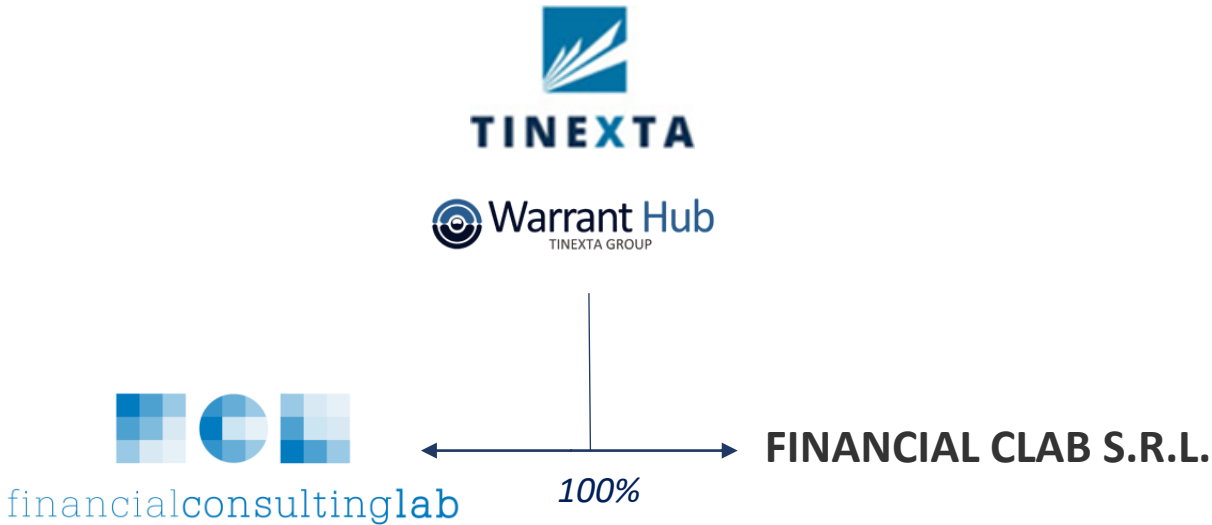 TINEXTA
Warrant Hub
TINEXTA GROUP
financialconsultinglab
100%
FINANCIAL CLAB S.R.L.